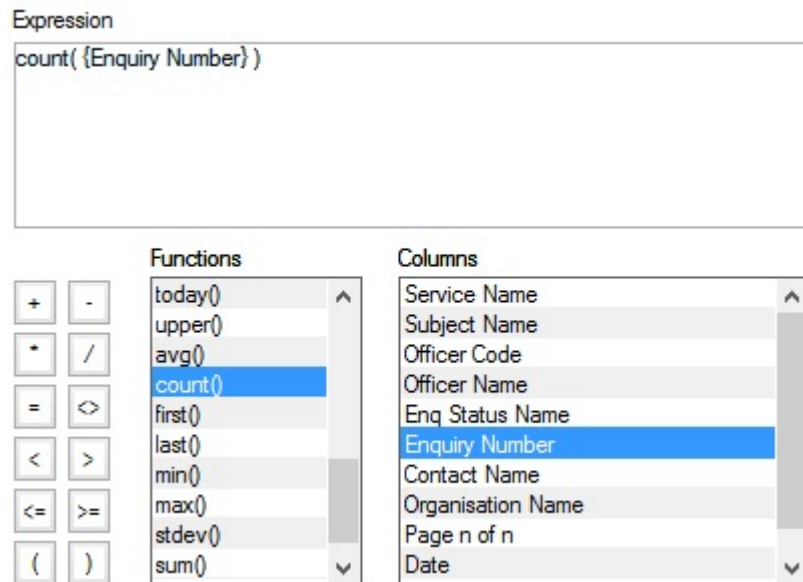 Expression
count( {Enquiry Number} )
Functions
Columns
+ -
* /
= <>
< >
<= >=
( )
today()
upper()
avg()
count()
first()
last()
min()
max()
stdev()
sum()
Service Name
Subject Name
Officer Code
Officer Name
Enq Status Name
Enquiry Number
Contact Name
Organisation Name
Page n of n
Date